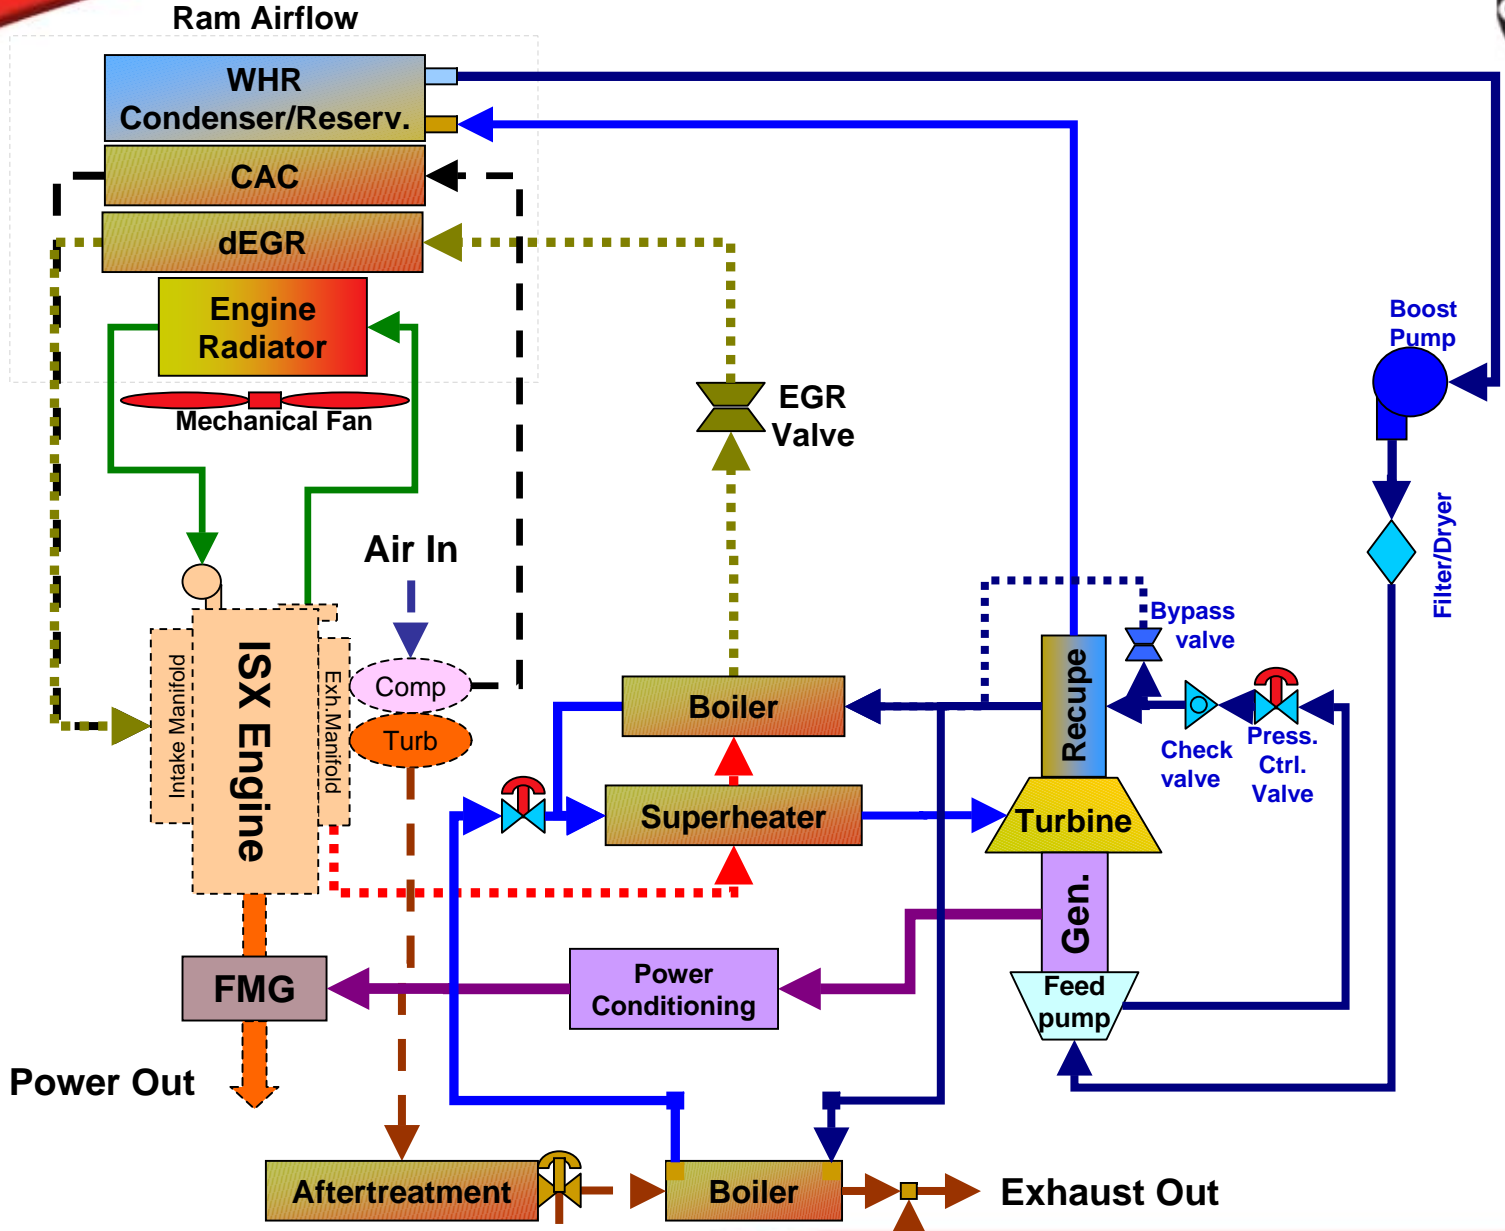 Ram Airflow
WHR
Condenser/Reserv.
CAC
dEGR
Engine
Radiator
Mechanical Fan
Boost
Pump
EGR
Valve
Filter/Dryer
Air In
Bypass
valve
Intake Manifold
ISX Engine
Exh Manifold
Comp
Turb
Boiler
Superheater
Recupe
Check
valve
Press.
Ctrl.
Valve
Turbine
Gen.
Feed
pump
FMG
Power
Conditioning
Power Out
Aftertreatment
Boiler
Exhaust Out